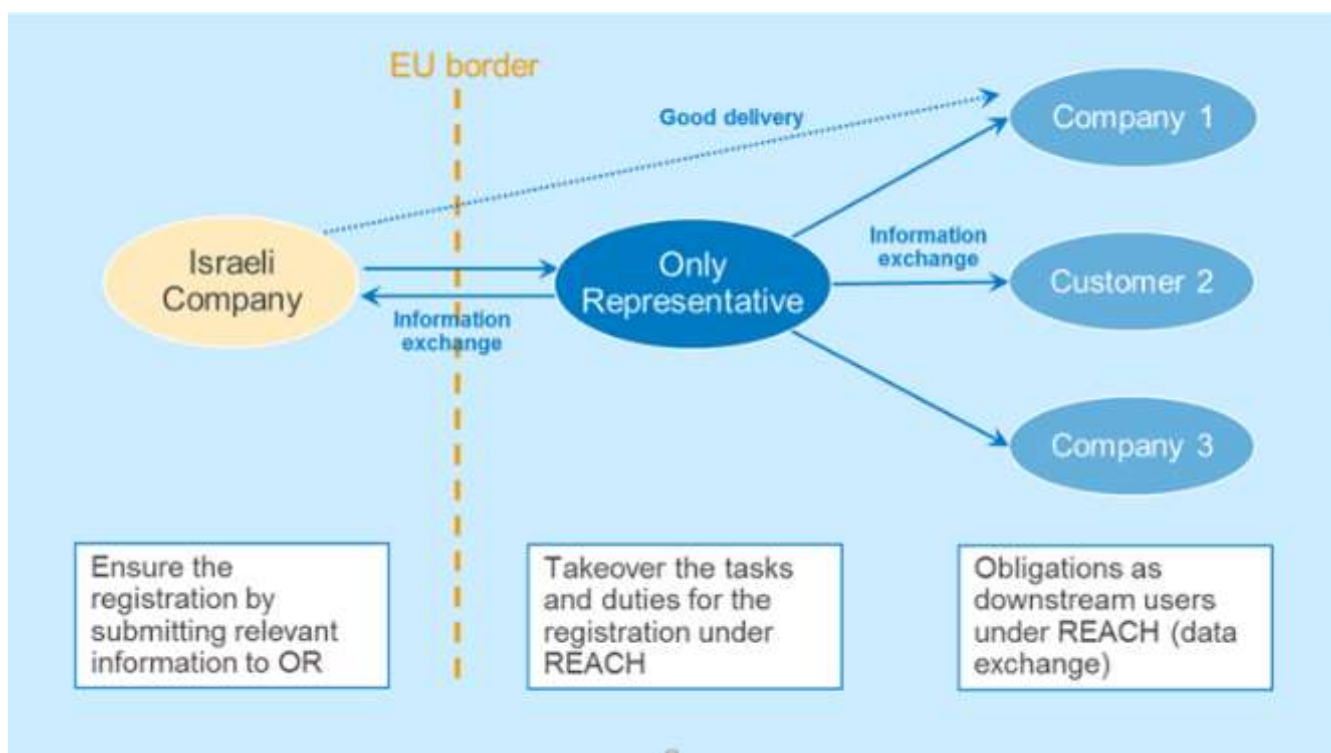 EU border
Good delivery
Company 1
Israeli
Company
Only
Representative
Information
exchange
Information
exchange
Customer 2
Company 3
Ensure the
registration by
submitting relevant
information to OR
Takeover the tasks
and duties for the
registration under
REACH
Obligations as
downstream users
under REACH (data
exchange)